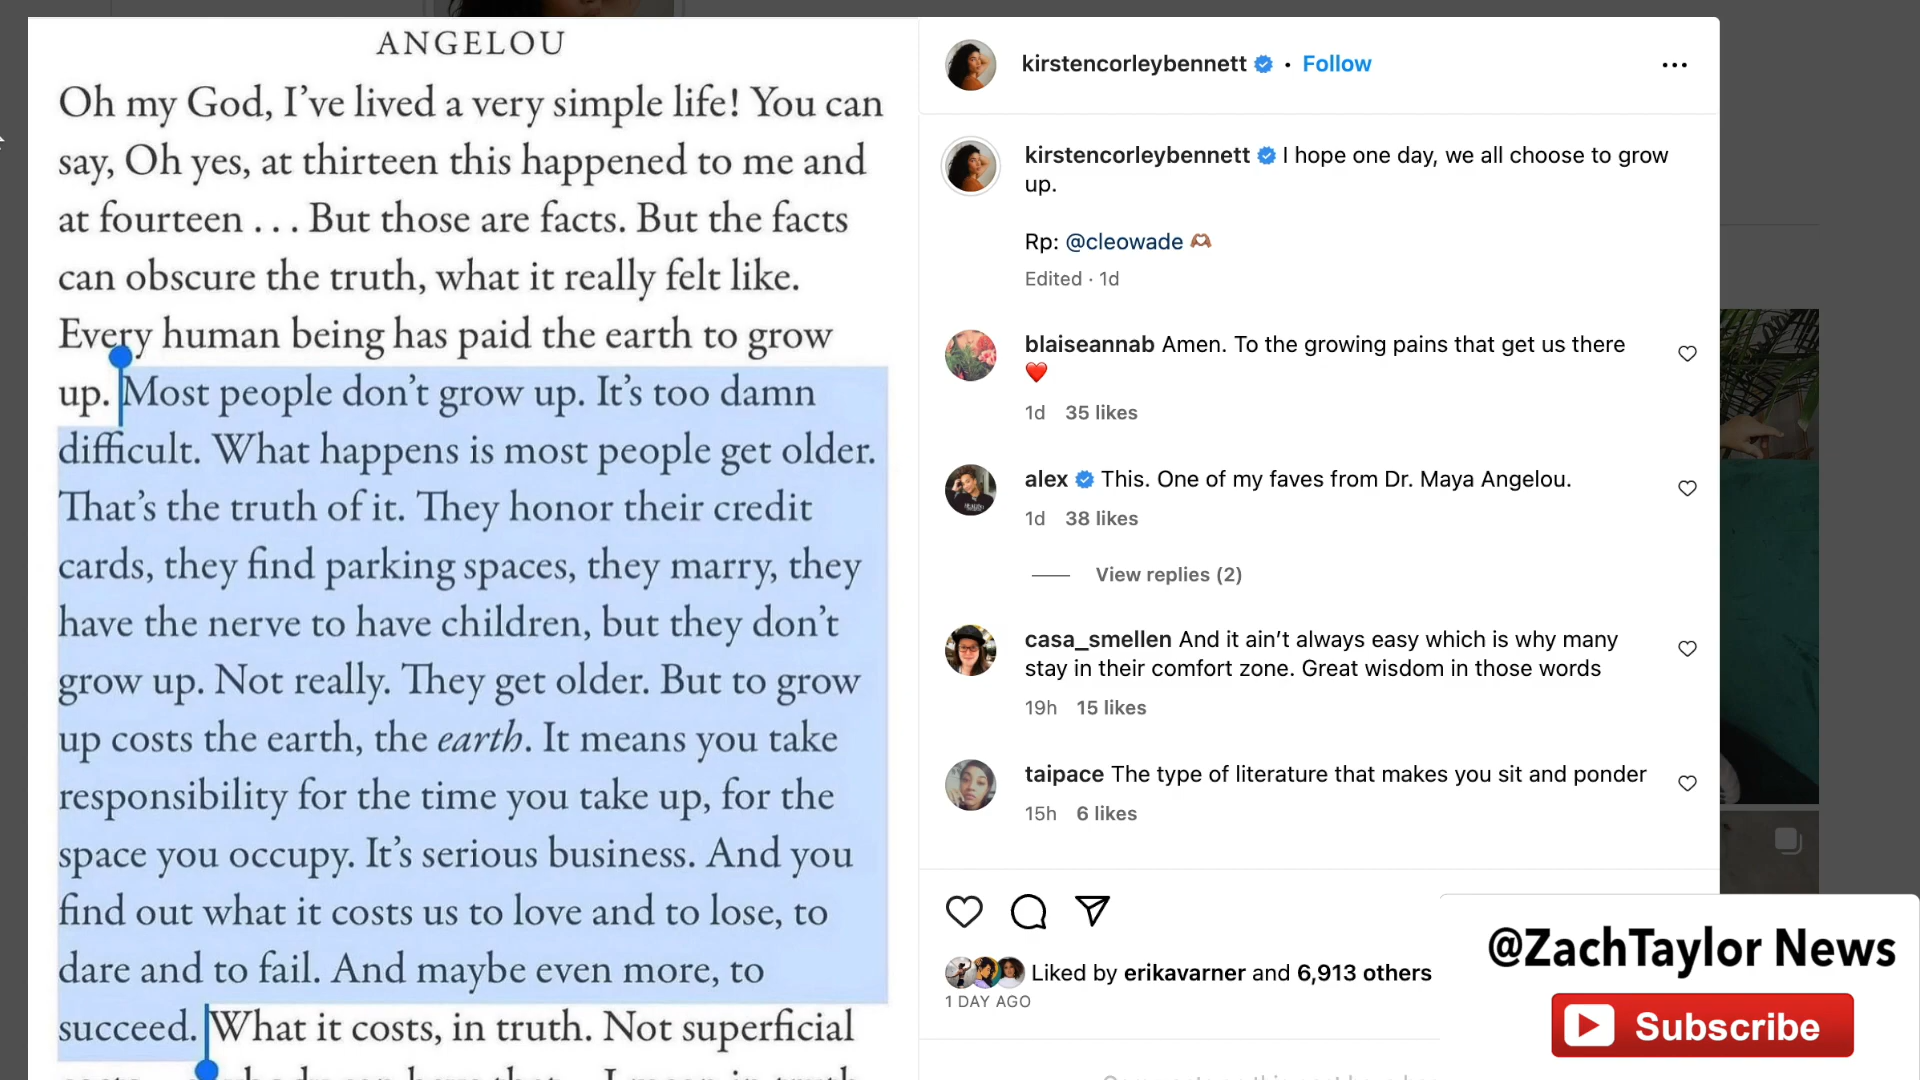 ANGELOU
Oh my God, I've lived a very simple life! You can
say, Oh yes, at thirteen this happened to me and
at fourteen . . . But those are facts. But the facts
can obscure the truth, what it really felt like.
Every human being has paid the earth to grow
up. Most people don't grow up. It's too damn
difficult. What happens is most people get older.
That's the truth of it. They honor their credit
cards, they find parking spaces, they marry, they
have the nerve to have children, but they don't
grow up. Not really. They get older. But to grow
up costs the earth, the earth. It means you take
responsibility for the time you take up, for the
space you occupy. It's serious business. And you
find out what it costs us to love and to lose, to
dare and to fail. And maybe even more, to
succeed. What it costs, in truth. Not superficial
kirstencorleybennett • Follow
kirstencorleybennett I hope one day, we all choose to grow
up.
Rp: @cleowade 🫶🏽
Edited · 1d
blaiseannab Amen. To the growing pains that get us there
❤️
1d 35 likes
alex This. One of my faves from Dr. Maya Angelou.
1d 38 likes
View replies (2)
casa_smellen And it ain't always easy which is why many
stay in their comfort zone. Great wisdom in those words
19h 15 likes
taipace The type of literature that makes you sit and ponder
15h 6 likes
Liked by erikavarner and 6,913 others
1 DAY AGO
@ZachTaylor News
Subscribe